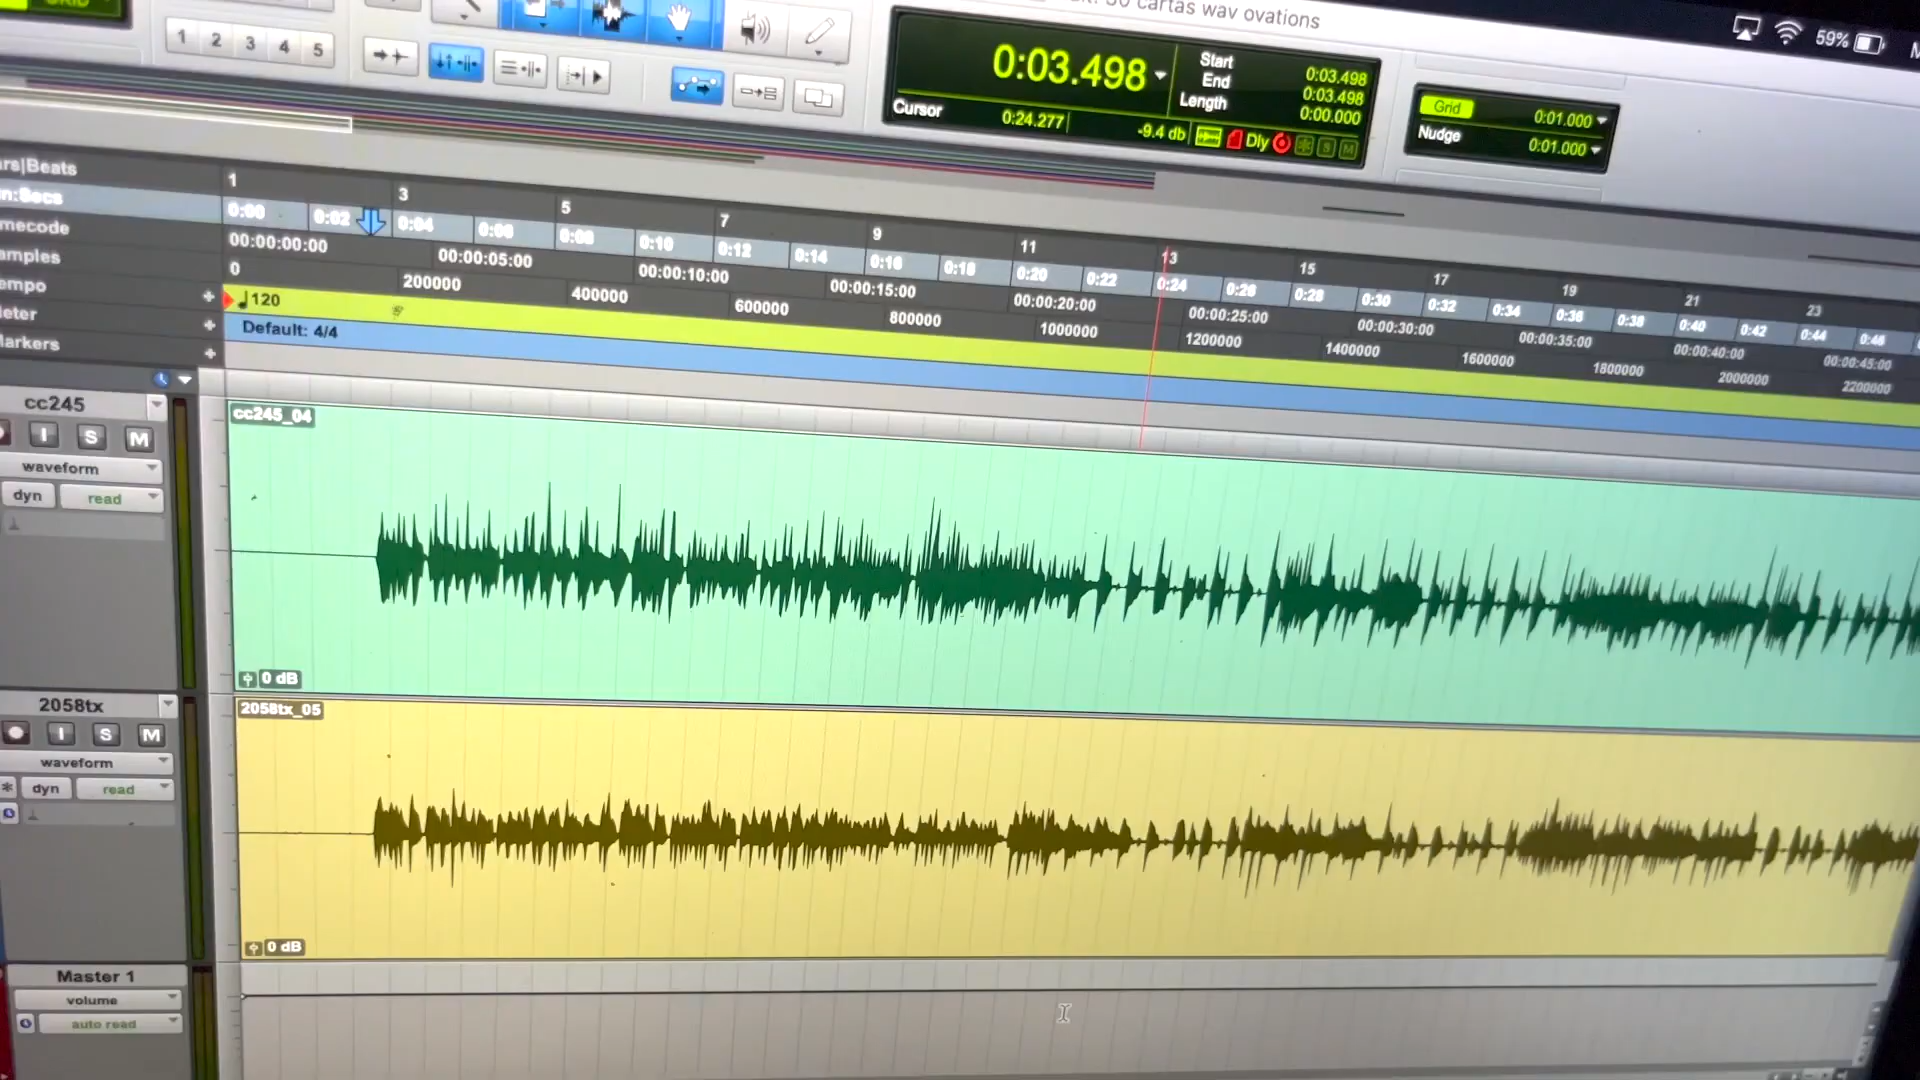 GRID
cartas wav ovations
59%
1 2 3 4 5
0:03.498
Start 0:03.498
End 0:03.498
Length 0:00.000
Cursor 0:24.277
-9.4 db
Dly
S M
Grid 0:01.000
Nudge 0:01.000
rs|Beats 1 3 5 7 9 11 13 15 17 19 21 23
n:Secs 0:00 0:02 0:04 0:06 0:08 0:10 0:12 0:14 0:16 0:18 0:20 0:22 0:24 0:26 0:28 0:30 0:32 0:34 0:36 0:38 0:40 0:42 0:44 0:46
mecode 00:00:00:00 00:00:05:00 00:00:10:00 00:00:15:00 00:00:20:00 00:00:25:00 00:00:30:00 00:00:35:00 00:00:40:00 00:00:45:00
amples 0 200000 400000 600000 800000 1000000 1200000 1400000 1600000 1800000 2000000 2200000
empo 120
eter Default: 4/4
arkers
cc245
I S M
waveform
dyn read
cc245_04
0 dB
2058tx
I S M
waveform
dyn read
2058tx_05
0 dB
Master 1
volume
auto read